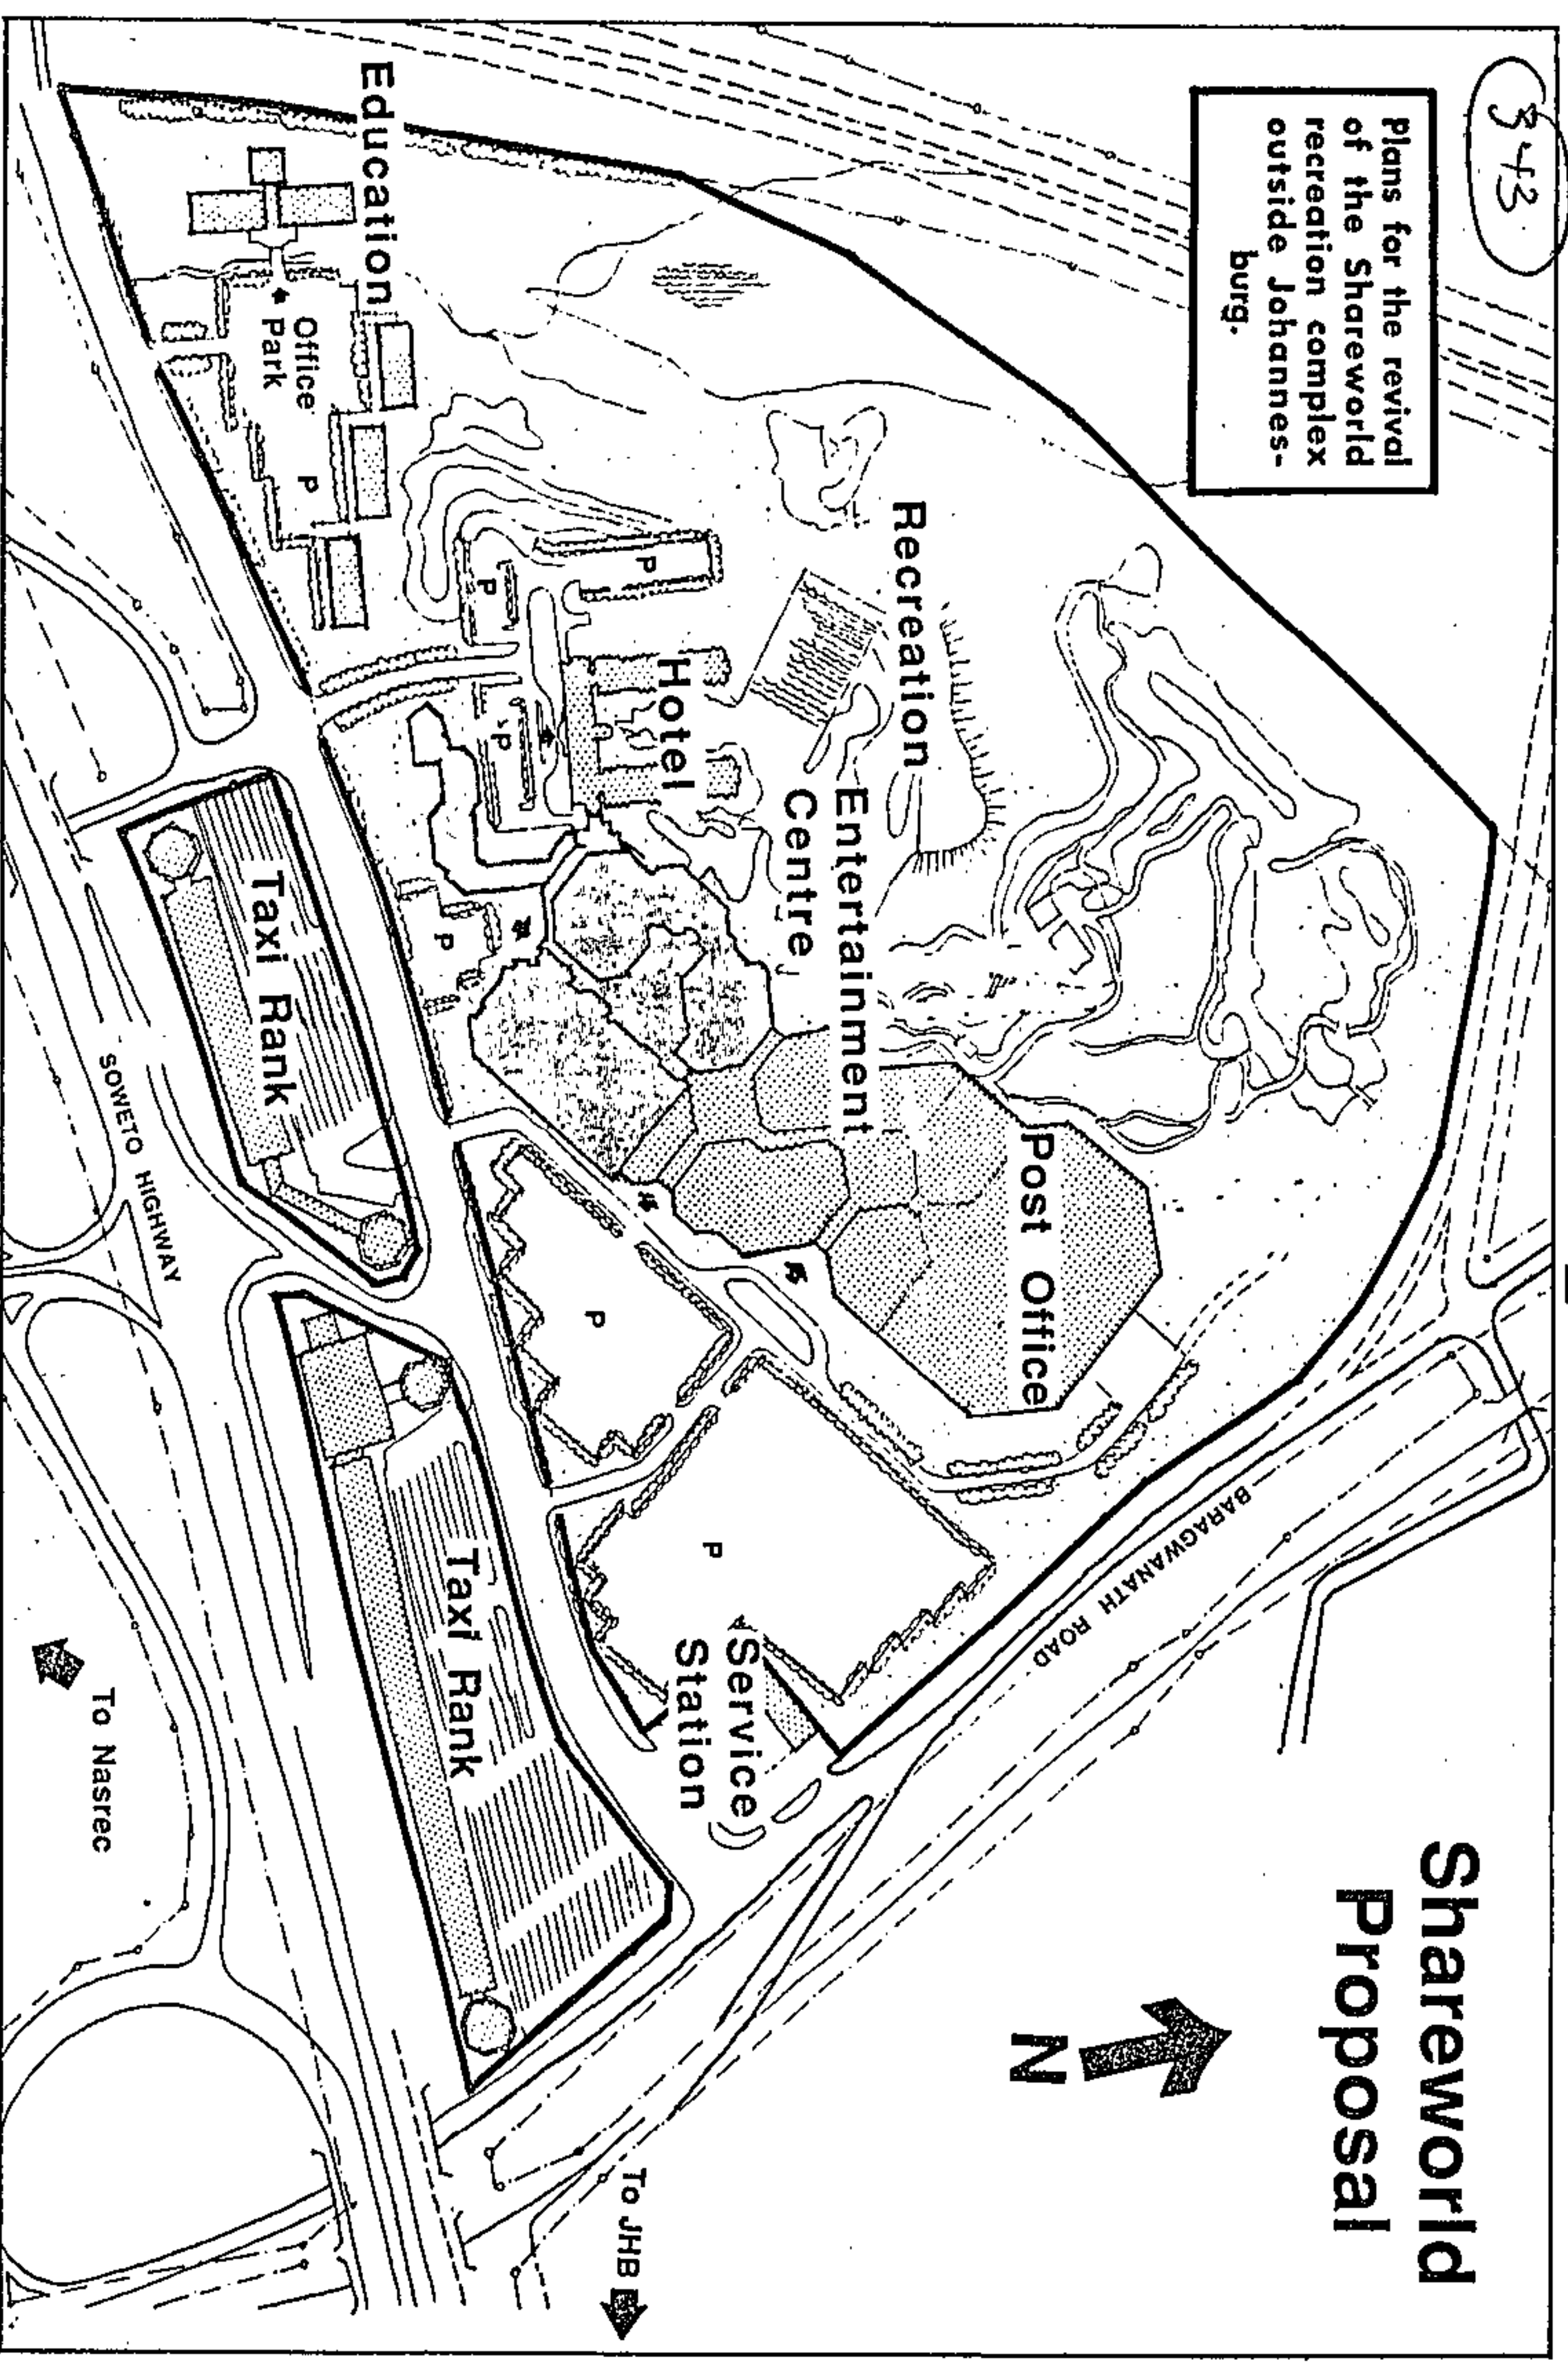 343
Plans for the revival
of the Shareworld
recreation complex
outside Johannes-
burg.
Shareworld
Proposal
N
Recreation
Entertainment
Centre
Post Office
Education
Office
Park
P
P
P
Hotel
P
P
P
P
Service
Station
BARAGWANATH ROAD
Taxi Rank
Taxi Rank
SOWETO HIGHWAY
To Nasrec
To JHB